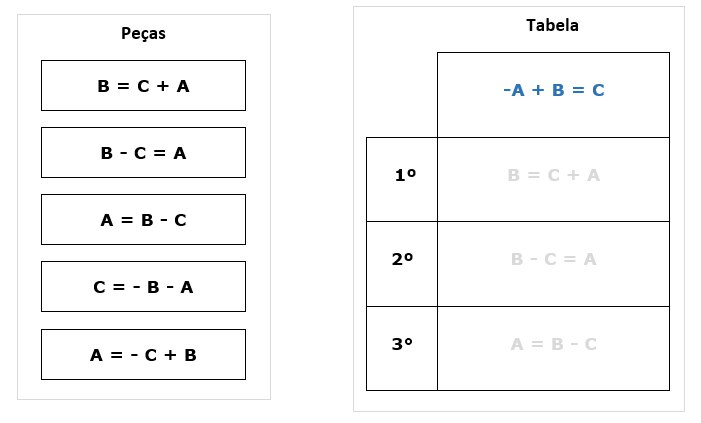 Peças
B = C + A
B - C = A
A = B - C
C = - B - A
A = - C + B
Tabela
-A + B = C
1º B = C + A
2º B - C = A
3º A = B - C